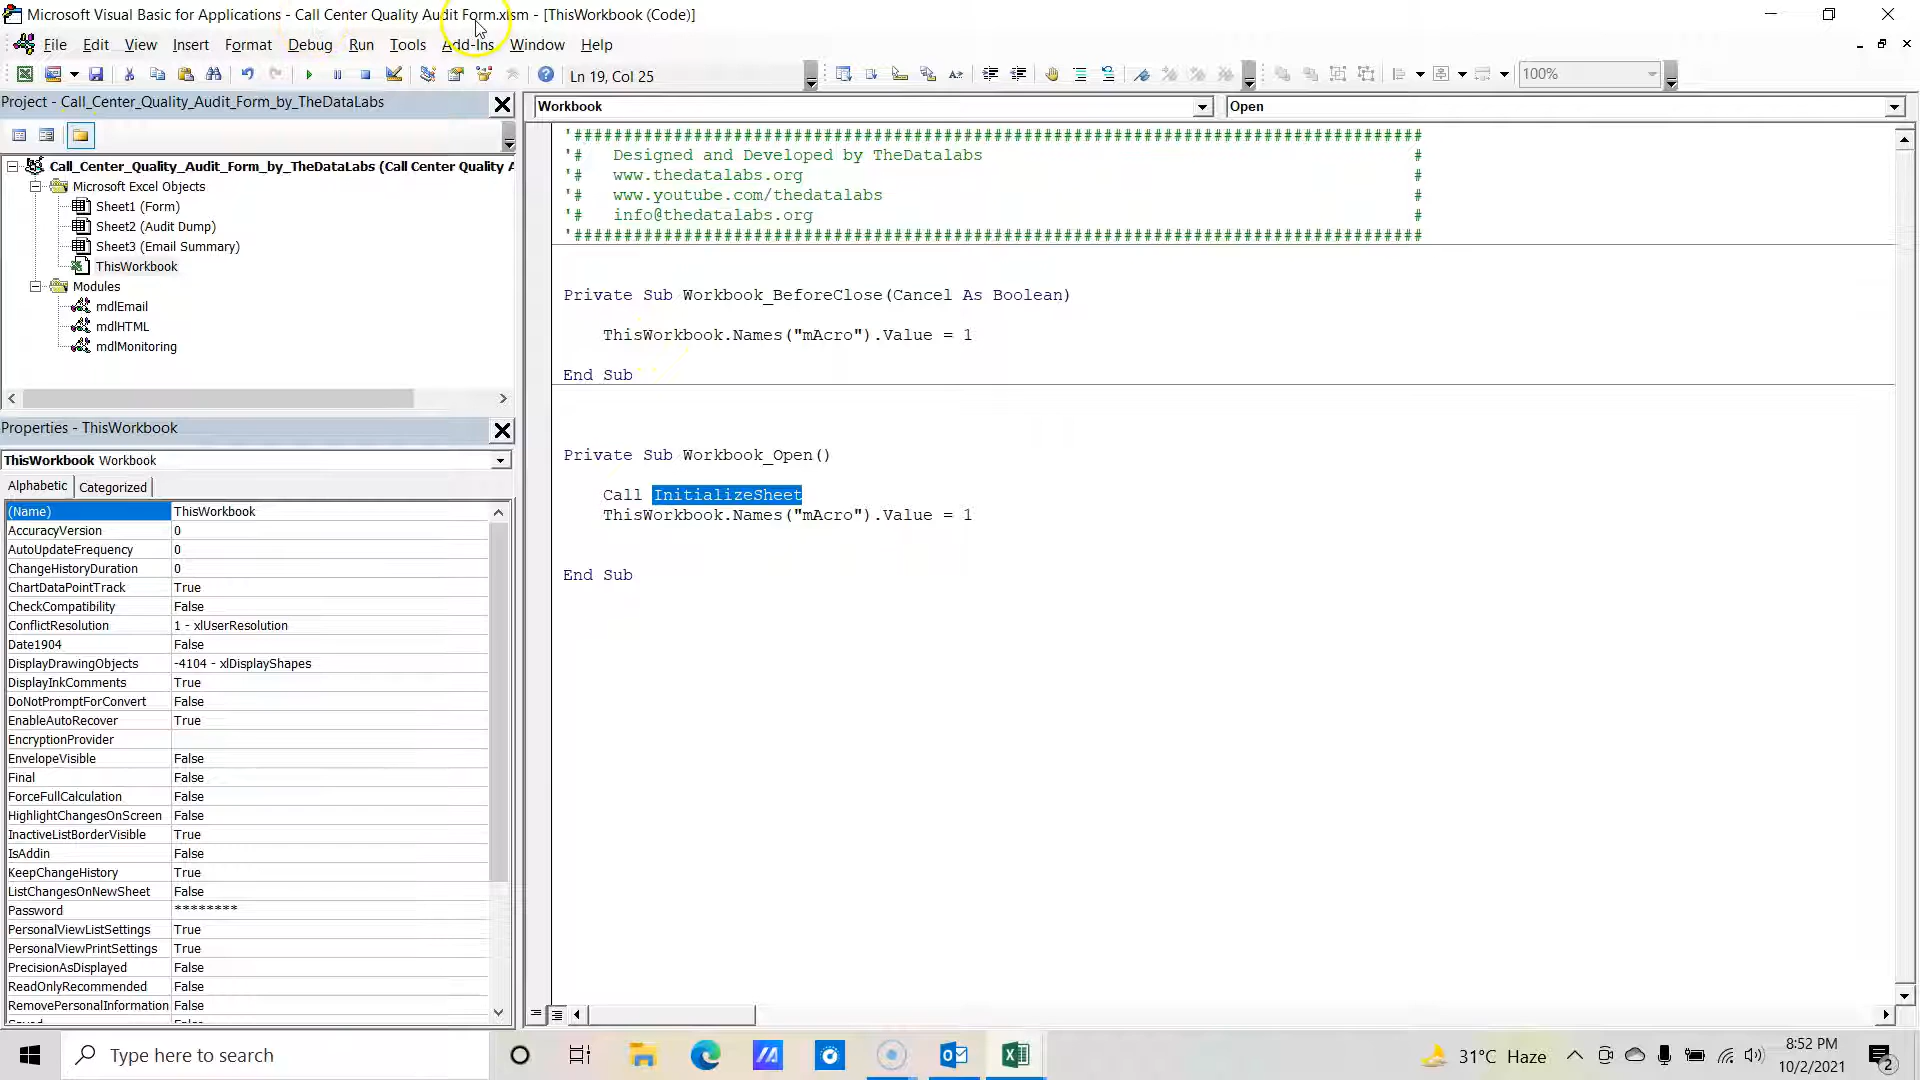 Microsoft Visual Basic for Applications - Call Center Quality Audit Form.xlsm - [ThisWorkbook (Code)]
File Edit View Insert Format Debug Run Tools Add-Ins Window Help
Ln 19, Col 25
100%
Project - Call_Center_Quality_Audit_Form_by_TheDataLabs
Call_Center_Quality_Audit_Form_by_TheDataLabs (Call Center Quality A
Microsoft Excel Objects
Sheet1 (Form)
Sheet2 (Audit Dump)
Sheet3 (Email Summary)
ThisWorkbook
Modules
mdlEmail
mdlHTML
mdlMonitoring
Properties - ThisWorkbook
ThisWorkbook Workbook
Alphabetic Categorized
(Name) ThisWorkbook
AccuracyVersion 0
AutoUpdateFrequency 0
ChangeHistoryDuration 0
ChartDataPointTrack True
CheckCompatibility False
ConflictResolution 1 - xlUserResolution
Date1904 False
DisplayDrawingObjects -4104 - xlDisplayShapes
DisplayInkComments True
DoNotPromptForConvert False
EnableAutoRecover True
EncryptionProvider
EnvelopeVisible False
Final False
ForceFullCalculation False
HighlightChangesOnScreen False
InactiveListBorderVisible True
IsAddin False
KeepChangeHistory True
ListChangesOnNewSheet False
Password ********
PersonalViewListSettings True
PersonalViewPrintSettings True
PrecisionAsDisplayed False
ReadOnlyRecommended False
RemovePersonalInformation False
Workbook Open
'#####################################################################################
'# Designed and Developed by TheDatalabs #
'# www.thedatalabs.org #
'# www.youtube.com/thedatalabs #
'# info@thedatalabs.org #
'#####################################################################################
Private Sub Workbook_BeforeClose(Cancel As Boolean)
ThisWorkbook.Names("mAcro").Value = 1
End Sub
Private Sub Workbook_Open()
Call InitializeSheet
ThisWorkbook.Names("mAcro").Value = 1
End Sub
Type here to search
31°C Haze
8:52 PM
10/2/2021
2